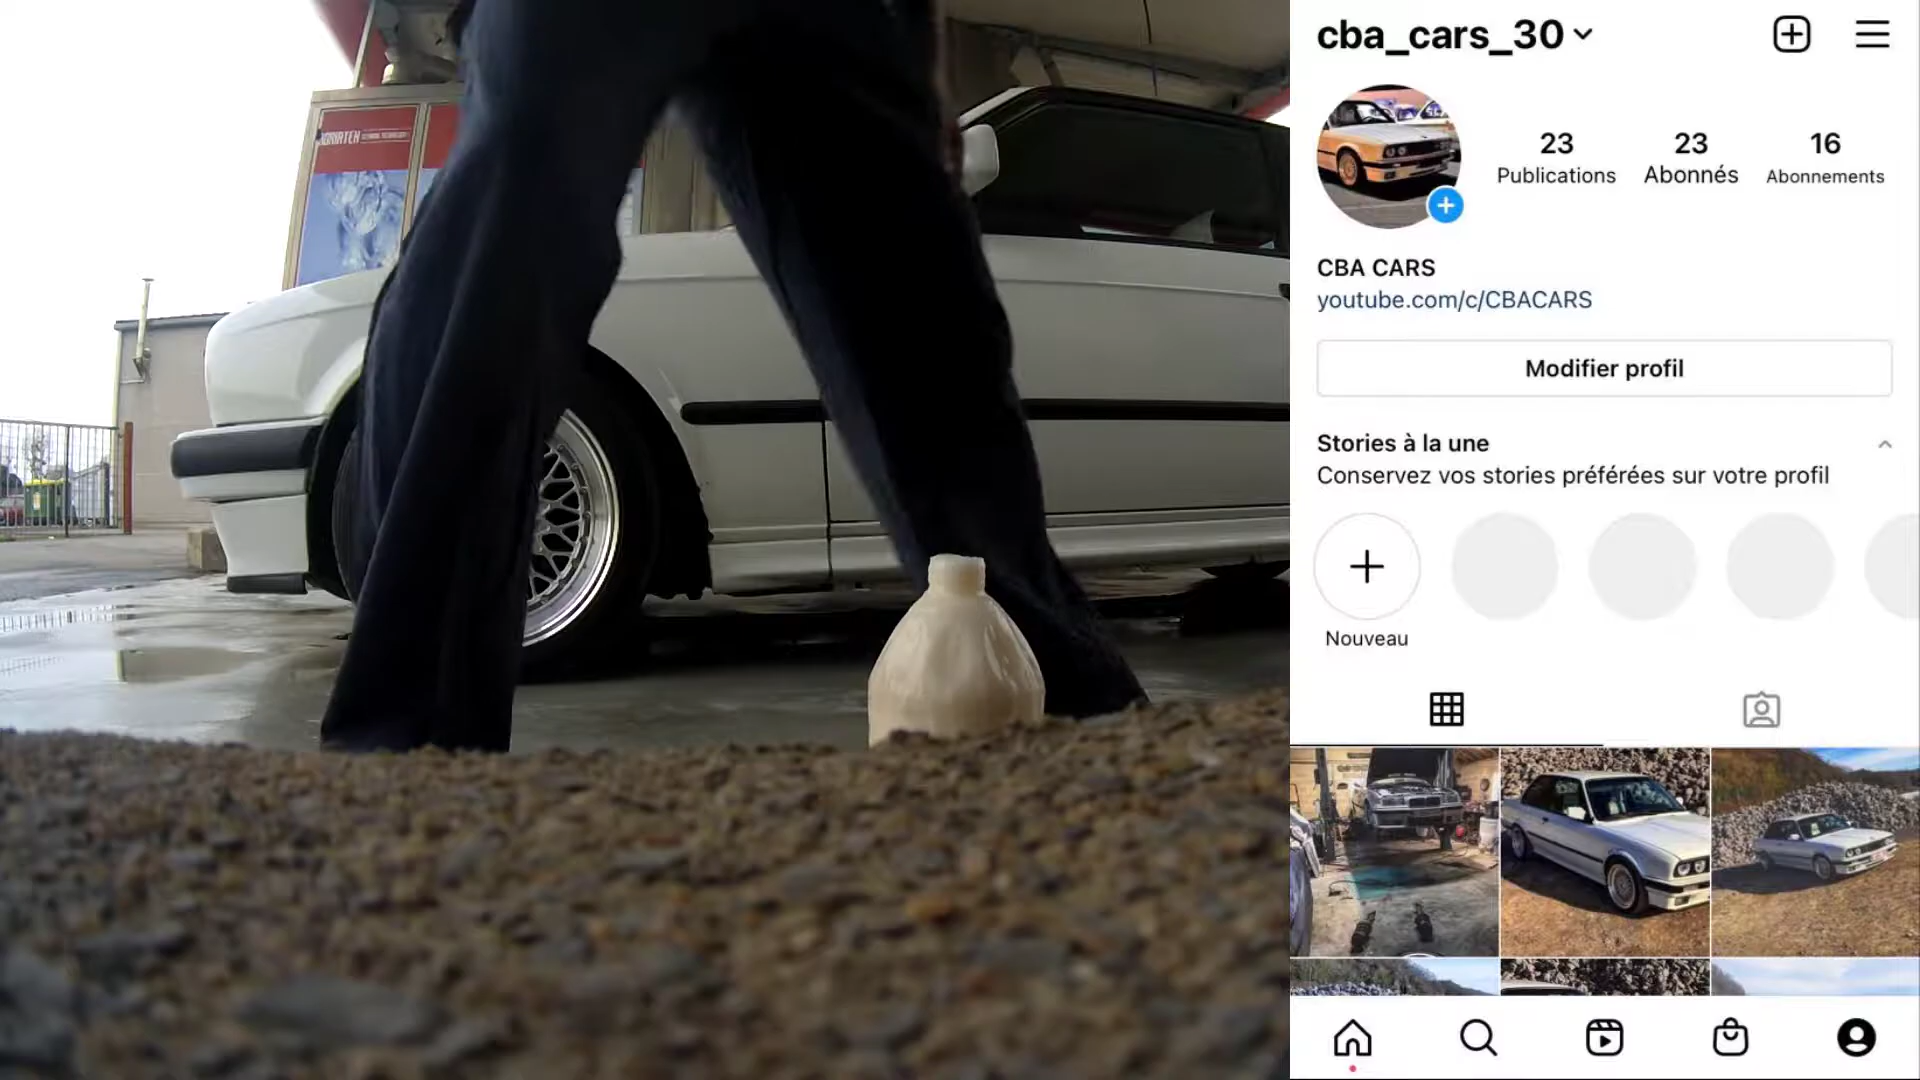 cba_cars_30
23
23
16
Publications
Abonnés
Abonnements
CBA CARS
youtube.com/c/CBACARS
Modifier profil
Stories à la une
Conservez vos stories préférées sur votre profil
Nouveau